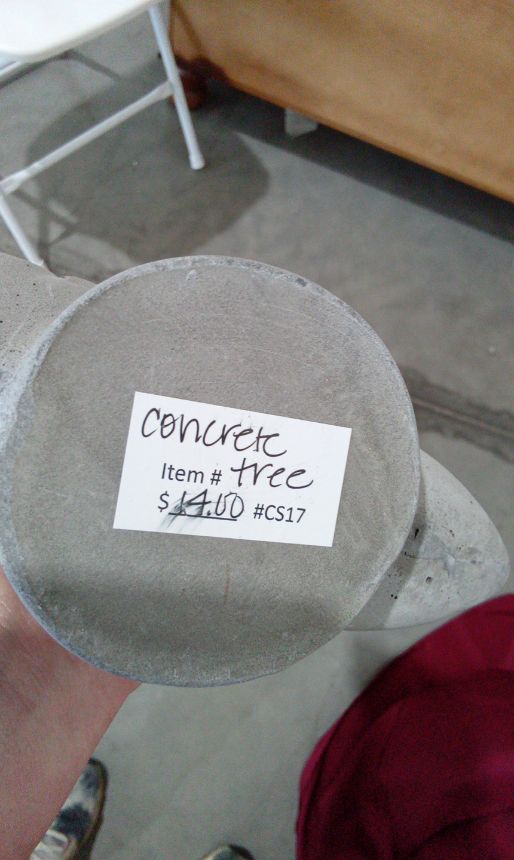 concrete
Item # tree
$ 14.00 #CS17